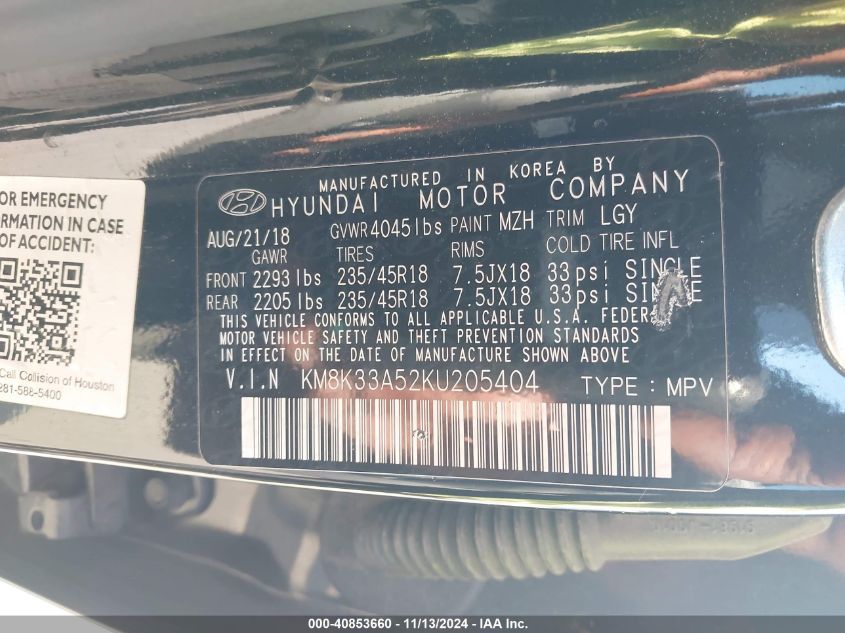 OR EMERGENCY
ORMATION IN CASE
OF ACCIDENT:
Call Collision of Houston
281-588-5400
MANUFACTURED IN KOREA BY
HYUNDAI MOTOR COMPANY
AUG/21/18 GVWR 4045 lbs PAINT MZH TRIM LGY
GAWR TIRES RIMS COLD TIRE INFL
FRONT 2293 lbs 235/45R18 7.5JX18 33 psi SINGLE
REAR 2205 lbs 235/45R18 7.5JX18 33 psi SINGLE
THIS VEHICLE CONFORMS TO ALL APPLICABLE U.S.A. FEDERA
MOTOR VEHICLE SAFETY AND THEFT PREVENTION STANDARDS
IN EFFECT ON THE DATE OF MANUFACTURE SHOWN ABOVE
V.I.N KM8K33A52KU205404 TYPE : MPV
000-40853660 - 11/13/2024 - IAA Inc.